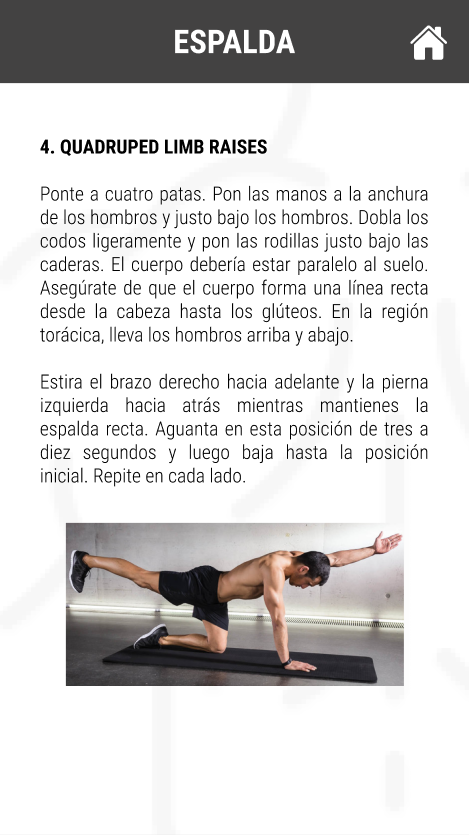 ESPALDA
4. QUADRUPED LIMB RAISES
Ponte a cuatro patas. Pon las manos a la anchura
de los hombros y justo bajo los hombros. Dobla los
codos ligeramente y pon las rodillas justo bajo las
caderas. El cuerpo debería estar paralelo al suelo.
Asegúrate de que el cuerpo forma una línea recta
desde la cabeza hasta los glúteos. En la región
torácica, lleva los hombros arriba y abajo.
Estira el brazo derecho hacia adelante y la pierna
izquierda hacia atrás mientras mantienes la
espalda recta. Aguanta en esta posición de tres a
diez segundos y luego baja hasta la posición
inicial. Repite en cada lado.